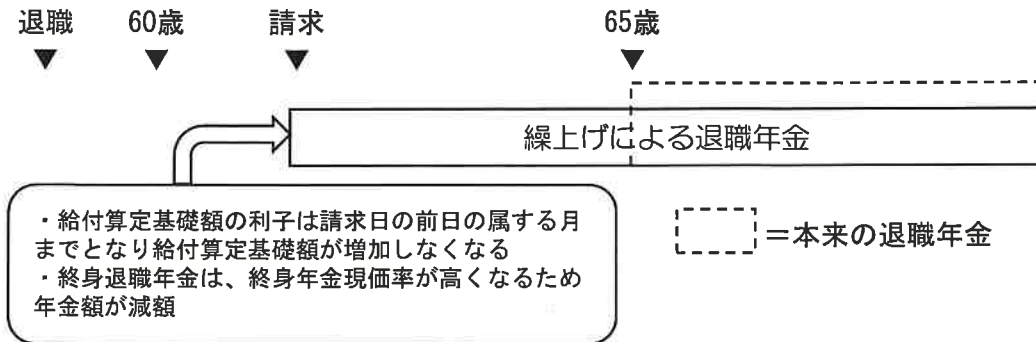 退職 60歳 請求 65歳
▼ ▼ ▼ ▼
繰上げによる退職年金
・給付算定基礎額の利子は請求日の前日の属する月
までとなり給付算定基礎額が増加しなくなる
・終身退職年金は、終身年金現価率が高くなるため
年金額が減額
=本来の退職年金